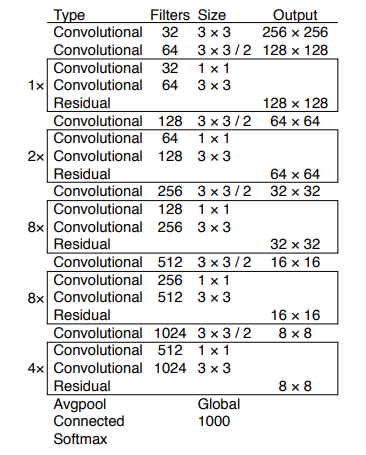 Type Filters Size Output
Convolutional 32 3 × 3 256 × 256
Convolutional 64 3 × 3 / 2 128 × 128
Convolutional 32 1 × 1
1× Convolutional 64 3 × 3
Residual 128 × 128
Convolutional 128 3 × 3 / 2 64 × 64
Convolutional 64 1 × 1
2× Convolutional 128 3 × 3
Residual 64 × 64
Convolutional 256 3 × 3 / 2 32 × 32
Convolutional 128 1 × 1
8× Convolutional 256 3 × 3
Residual 32 × 32
Convolutional 512 3 × 3 / 2 16 × 16
Convolutional 256 1 × 1
8× Convolutional 512 3 × 3
Residual 16 × 16
Convolutional 1024 3 × 3 / 2 8 × 8
Convolutional 512 1 × 1
4× Convolutional 1024 3 × 3
Residual 8 × 8
Avgpool Global
Connected 1000
Softmax